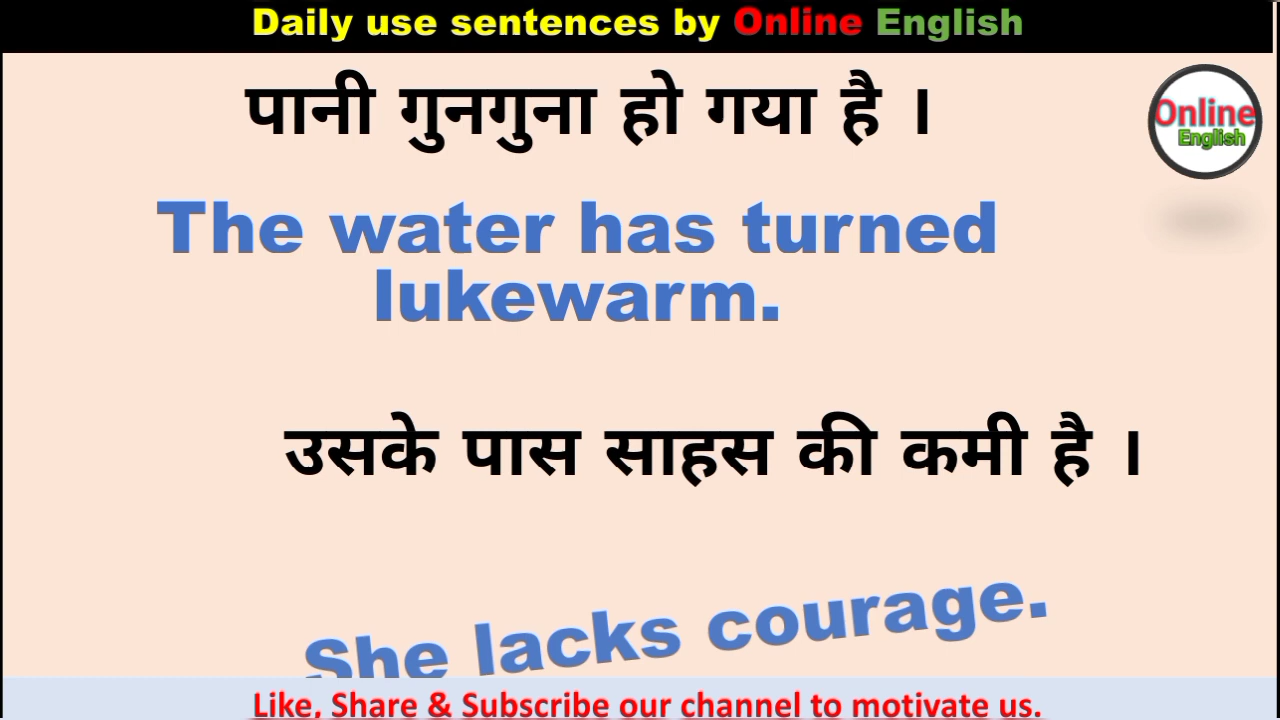 Daily use sentences by Online English
पानी गुनगुना हो गया है ।
Online
English
The water has turned
lukewarm.
उसके पास साहस की कमी है ।
She lacks courage.
Like, Share & Subscribe our channel to motivate us.